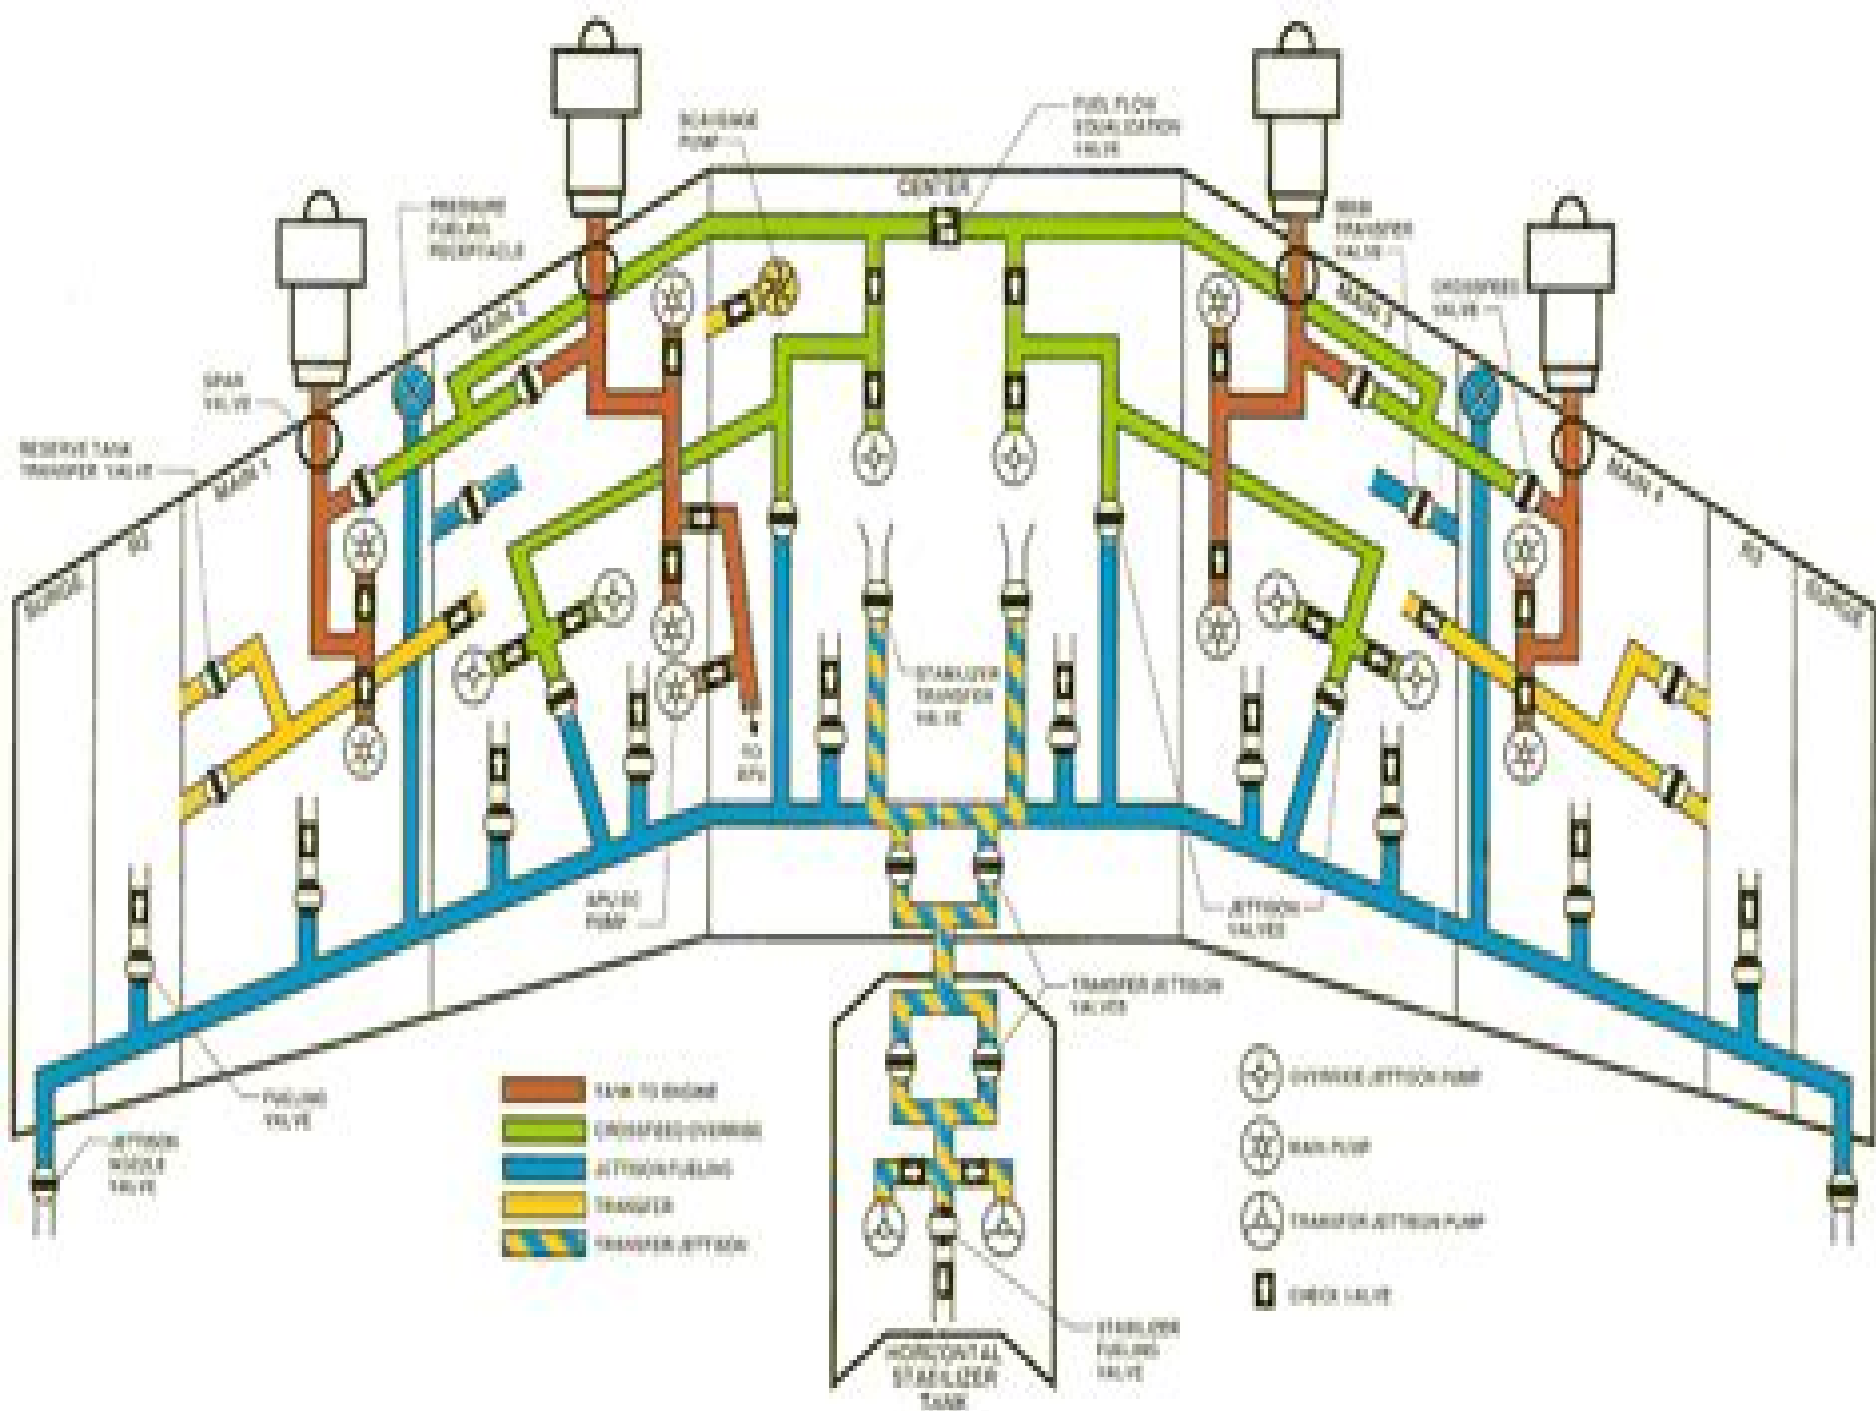 SCAVENGE
PUMP
FUEL FLOW
EQUALIZATION
VALVE
CENTER
PRESSURE
FUELING
RECEPTACLE
MAIN
TRANSFER
VALVE
CROSSFEED
VALVE
MAIN 2
MAIN 3
SPAR
VALVE
RESERVE TANK
TRANSFER VALVE
MAIN 1
MAIN 4
SURGE
SURGE
STABILIZER
TRANSFER
VALVE
TO
APU
APU DC
PUMP
JETTISON
VALVES
TRANSFER JETTISON
VALVES
FUELING
VALVE
JETTISON
NOZZLE
VALVE
TANK TO ENGINE
CROSSFEED OVERRIDE
JETTISON FUELING
TRANSFER
TRANSFER JETTISON
OVERRIDE JETTISON PUMP
MAIN PUMP
TRANSFER JETTISON PUMP
CHECK VALVE
STABILIZER
FUELING
VALVE
HORIZONTAL
STABILIZER
TANK